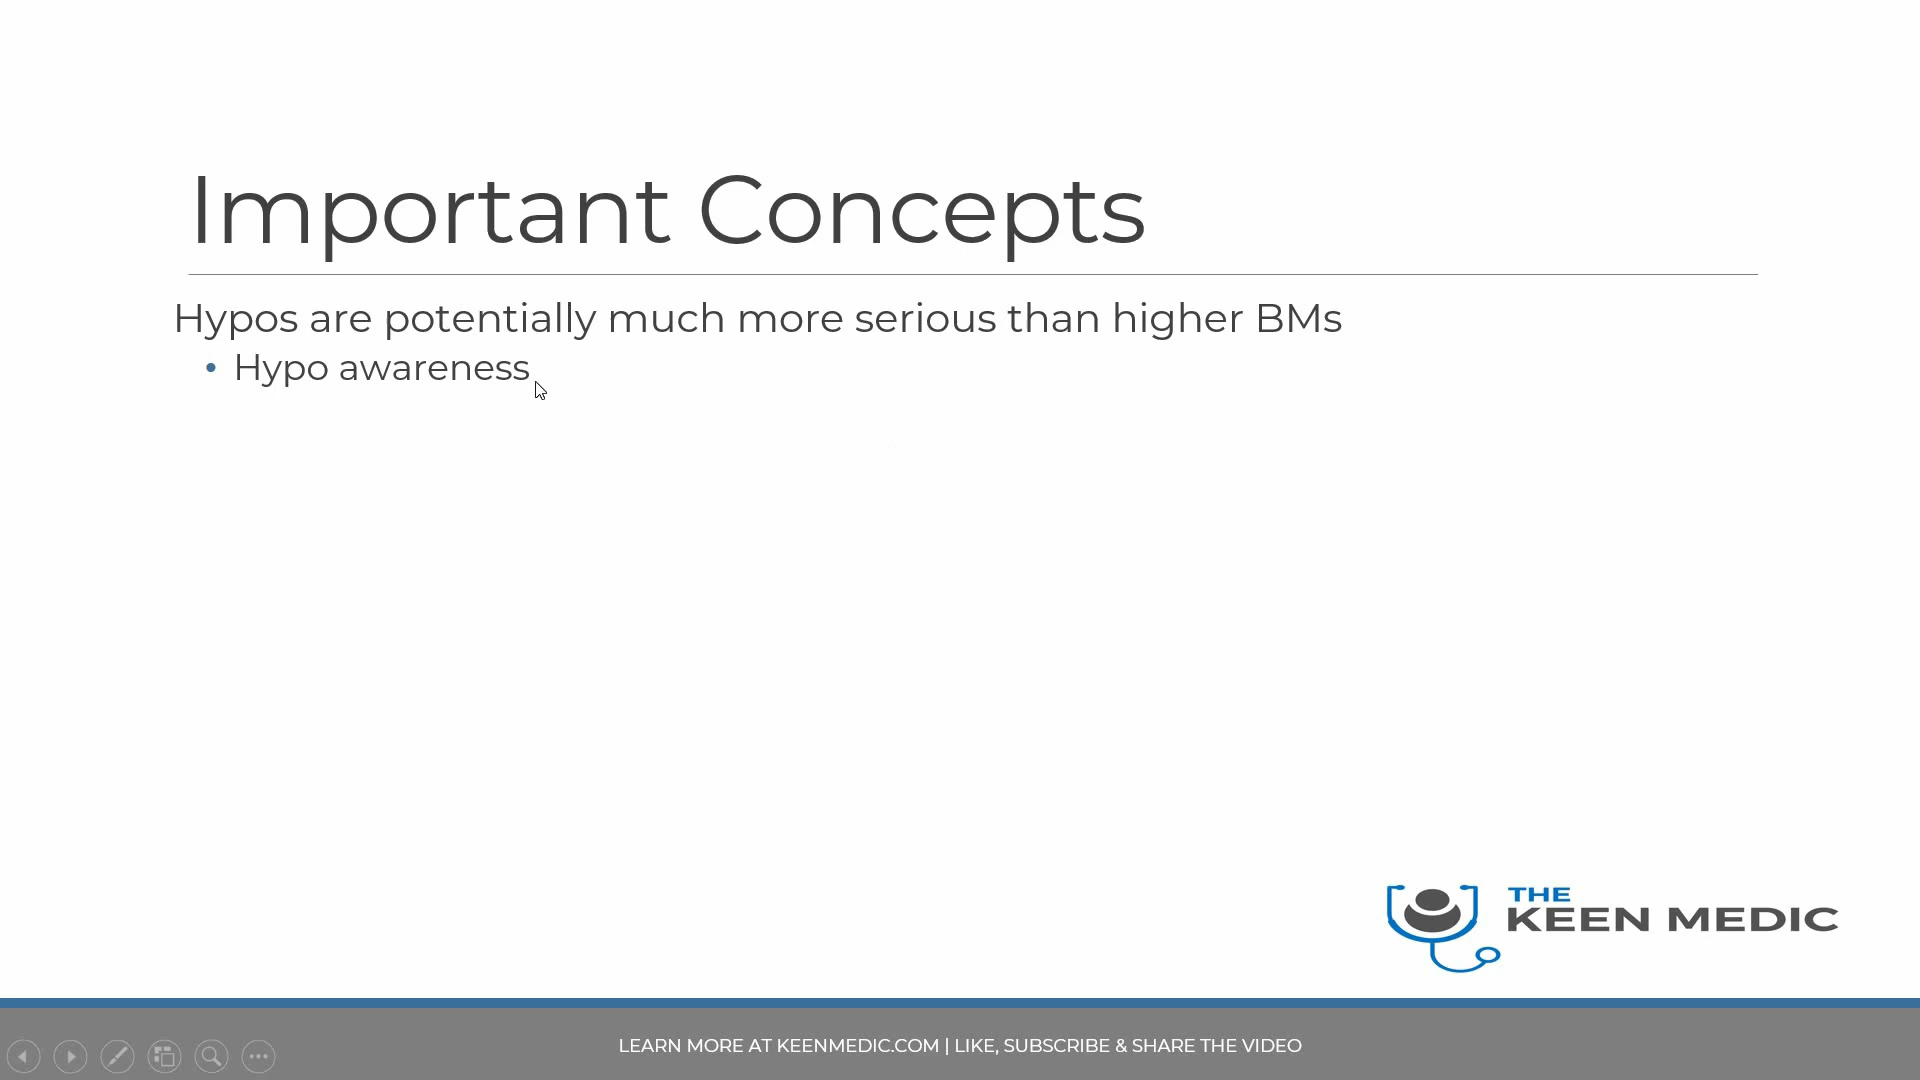 Important Concepts
Hypos are potentially much more serious than higher BMs
• Hypo awareness
THE
KEEN MEDIC
LEARN MORE AT KEENMEDIC.COM | LIKE, SUBSCRIBE & SHARE THE VIDEO